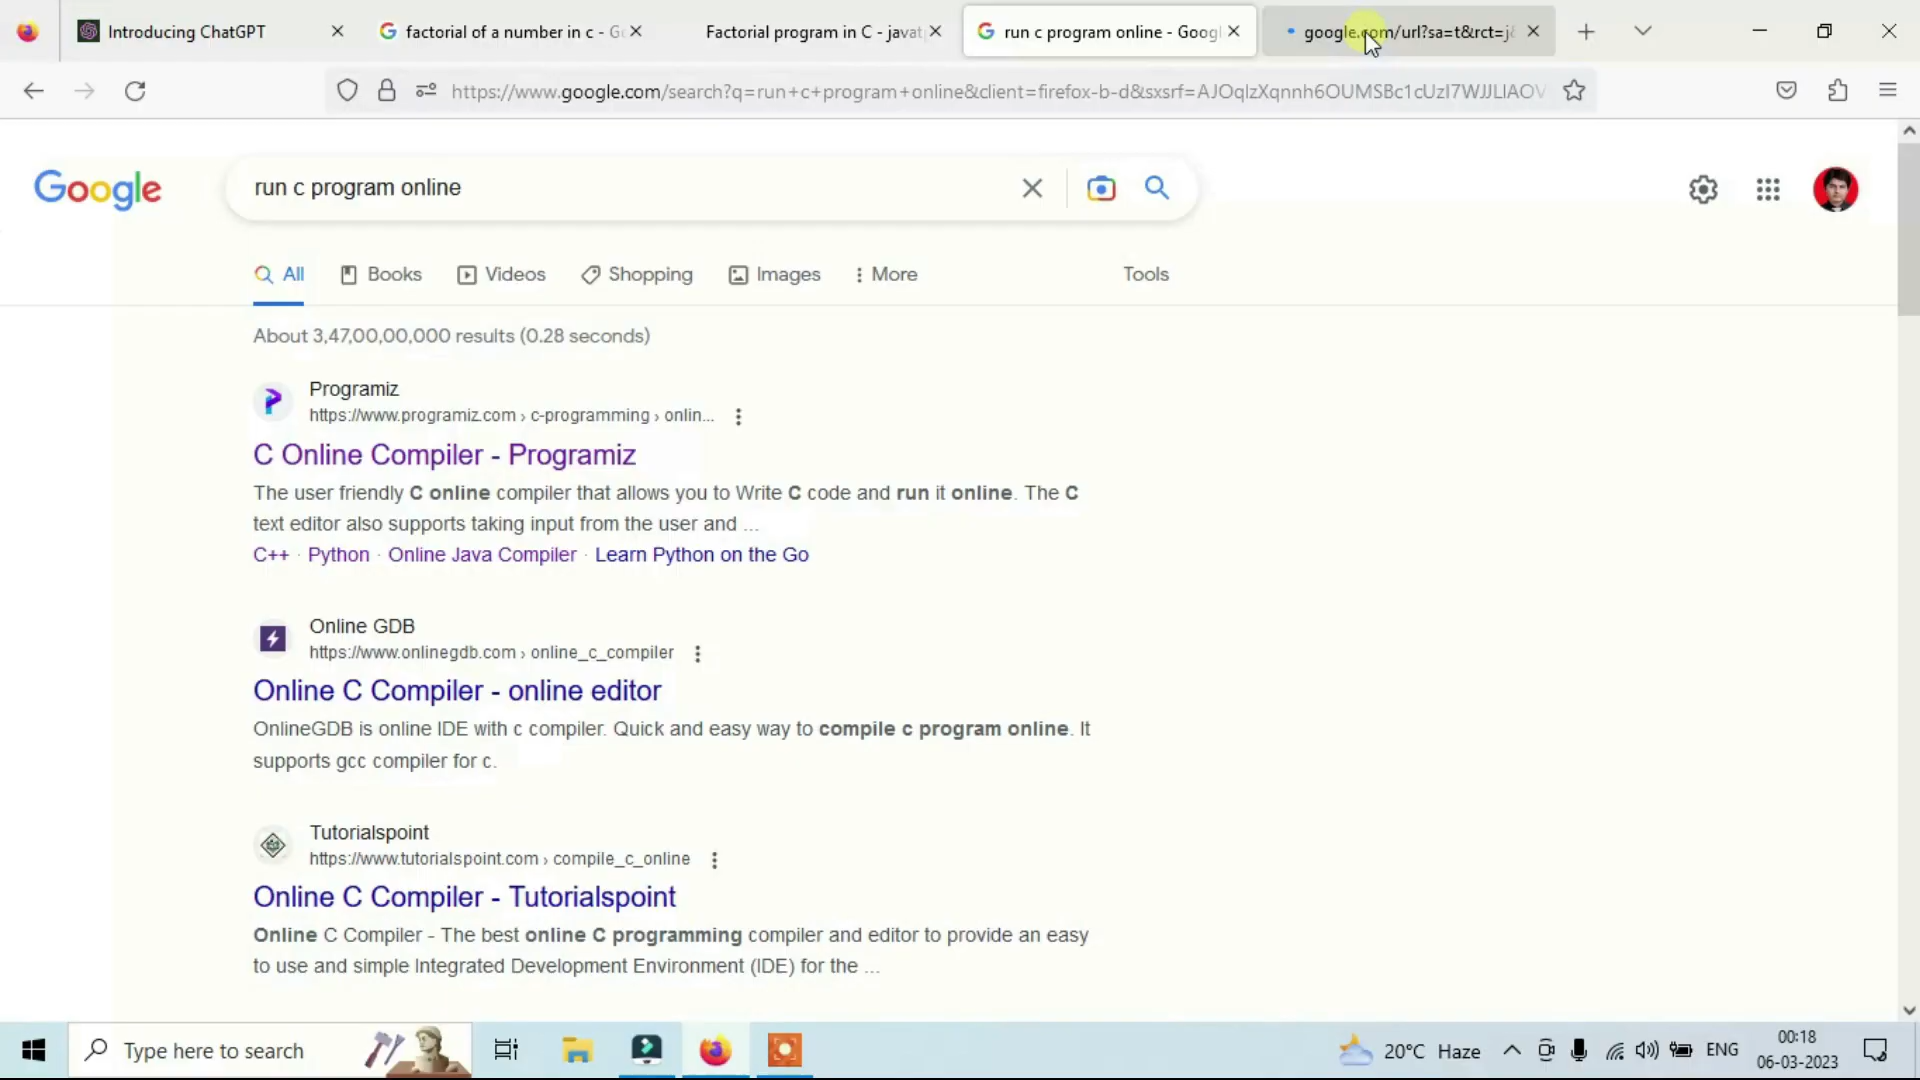 Introducing ChatGPT
factorial of a number in c - G
Factorial program in C - javat
run c program online - Googl
google.com/url?sa=t&rct=j&
https://www.google.com/search?q=run+c+program+online&client=firefox-b-d&sxsrf=AJOqlzXqnnh6OUMSBc1cUzI7WJJLlAOV
Google
run c program online
All
Books
Videos
Shopping
Images
More
Tools
About 3,47,00,00,000 results (0.28 seconds)
Programiz
https://www.programiz.com › c-programming › onlin...
C Online Compiler - Programiz
The user friendly C online compiler that allows you to Write C code and run it online. The C
text editor also supports taking input from the user and ...
C++ · Python · Online Java Compiler · Learn Python on the Go
Online GDB
https://www.onlinegdb.com › online_c_compiler
Online C Compiler - online editor
OnlineGDB is online IDE with c compiler. Quick and easy way to compile c program online. It
supports gcc compiler for c.
Tutorialspoint
https://www.tutorialspoint.com › compile_c_online
Online C Compiler - Tutorialspoint
Online C Compiler - The best online C programming compiler and editor to provide an easy
to use and simple Integrated Development Environment (IDE) for the ...
Type here to search
20°C Haze
ENG
00:18
06-03-2023